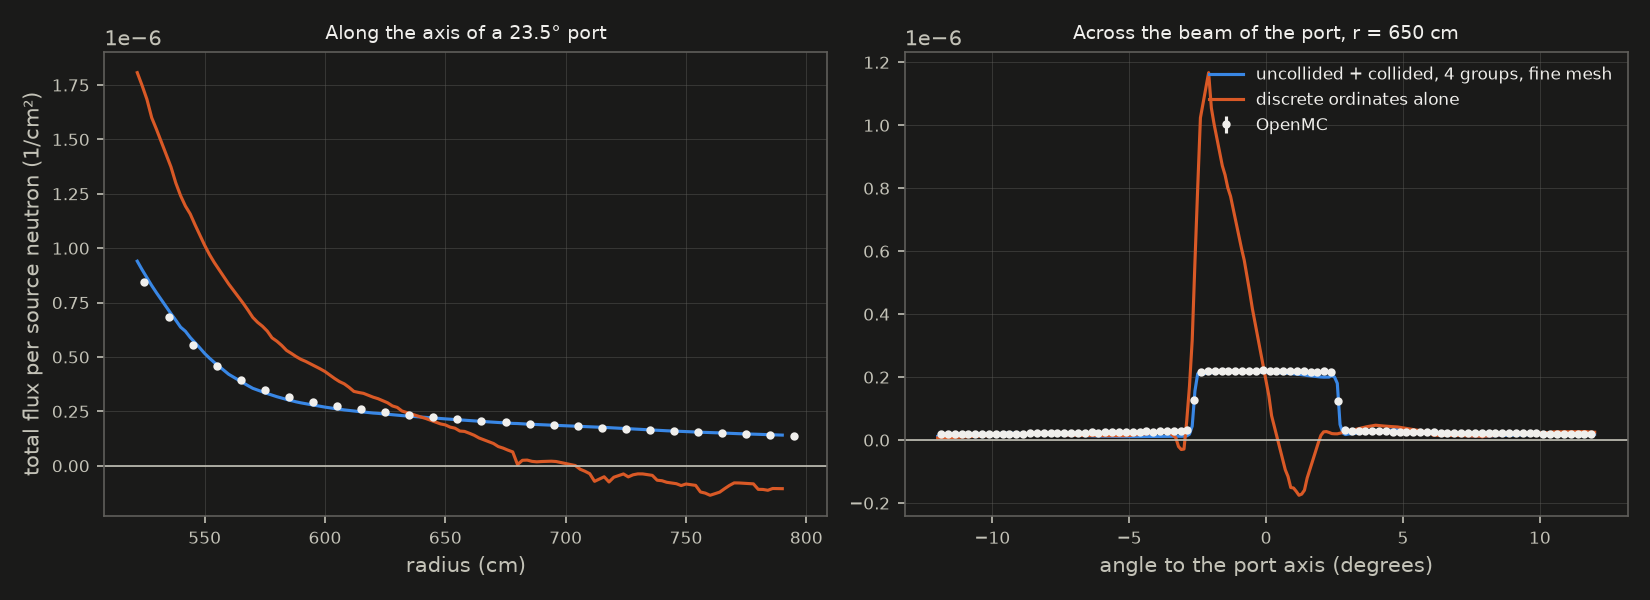 Along the axis of a 23.5° port
1e−6
1.75
1.50
1.25
1.00
0.75
0.50
0.25
0.00
550
600
650
700
750
800
radius (cm)
total flux per source neutron (1/cm²)
Across the beam of the port, r = 650 cm
1e−6
1.2
1.0
0.8
0.6
0.4
0.2
0.0
−0.2
−10
−5
0
5
10
angle to the port axis (degrees)
uncollided + collided, 4 groups, fine mesh
discrete ordinates alone
OpenMC